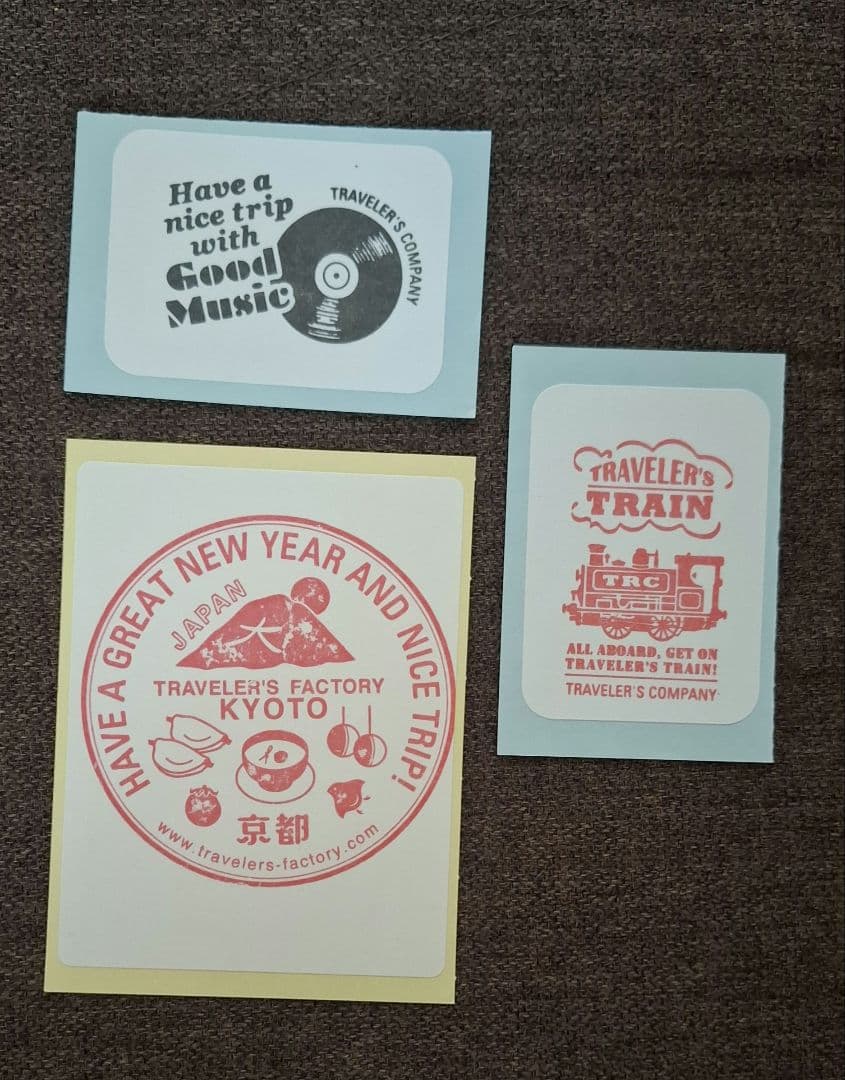 Have a
nice trip
with
Good
Music
TRAVELER'S COMPANY
TRAVELER's
TRAIN
TRC
ALL ABOARD, GET ON
TRAVELER'S TRAIN!
TRAVELER'S COMPANY
HAVE A GREAT NEW YEAR AND NICE TRIP!
JAPAN
大
TRAVELER'S FACTORY
KYOTO
京都
www.travelers-factory.com